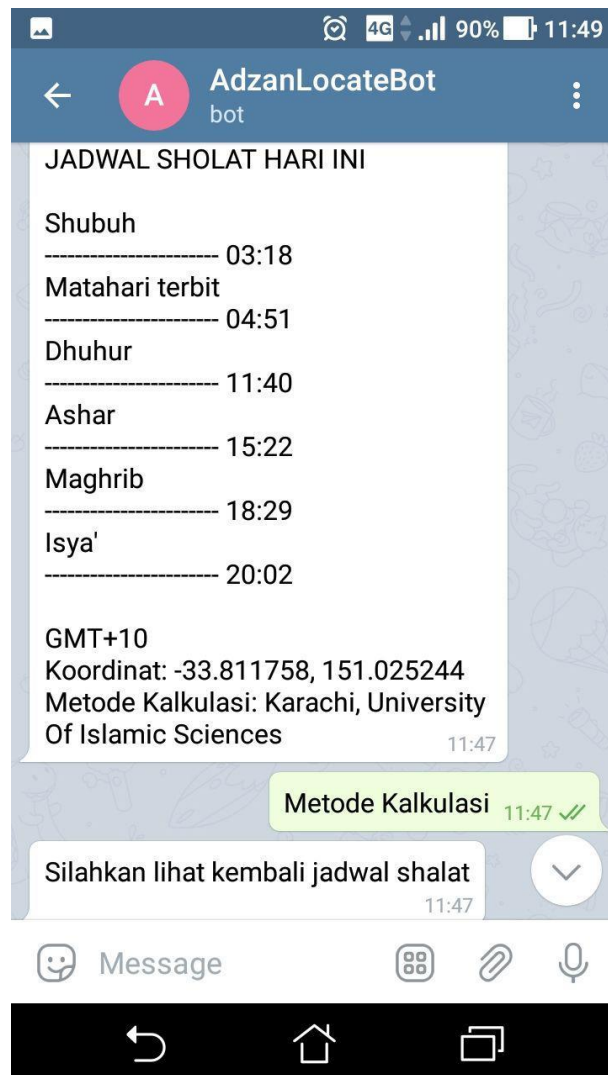 4G 90% 11:49
A
AdzanLocateBot
bot
JADWAL SHOLAT HARI INI
Shubuh
----------------------- 03:18
Matahari terbit
----------------------- 04:51
Dhuhur
----------------------- 11:40
Ashar
----------------------- 15:22
Maghrib
----------------------- 18:29
Isya'
----------------------- 20:02
GMT+10
Koordinat: -33.811758, 151.025244
Metode Kalkulasi: Karachi, University
Of Islamic Sciences
11:47
Metode Kalkulasi 11:47
Silahkan lihat kembali jadwal shalat
11:47
Message